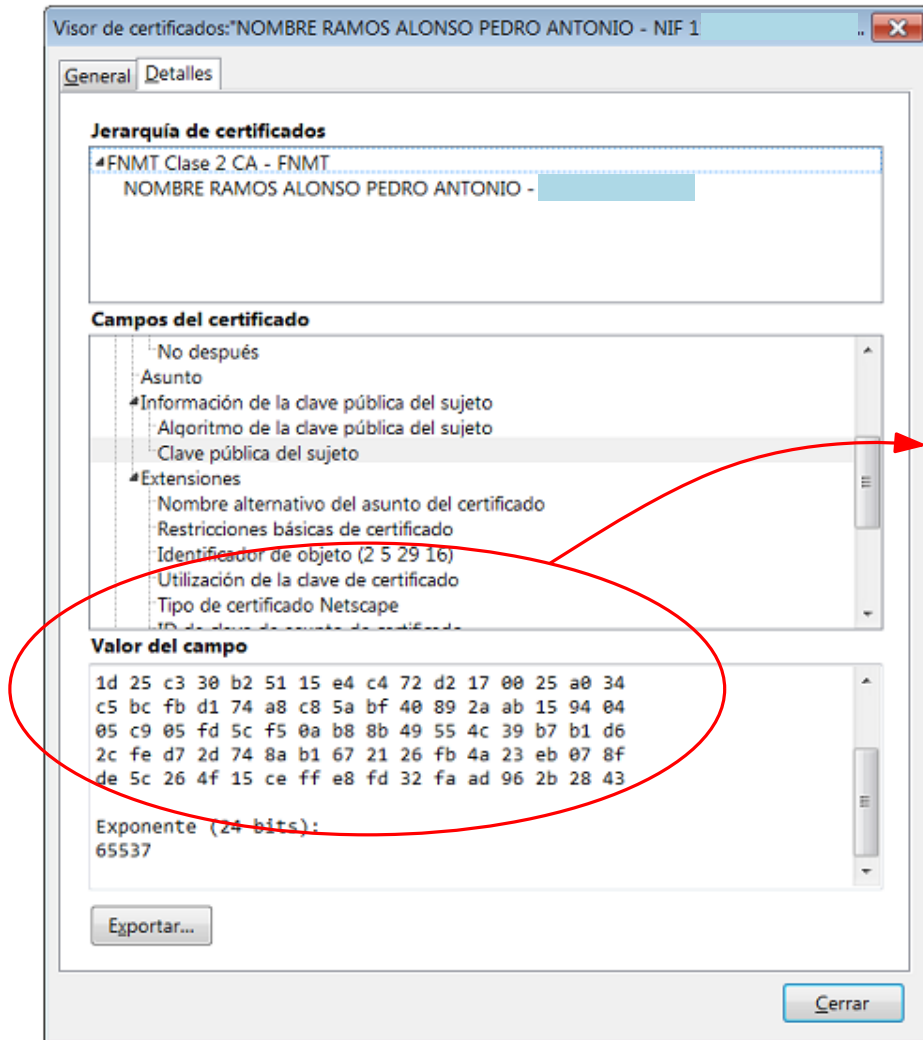 Visor de certificados:"NOMBRE RAMOS ALONSO PEDRO ANTONIO - NIF 1 ..
General Detalles
Jerarquía de certificados
FNMT Clase 2 CA - FNMT
NOMBRE RAMOS ALONSO PEDRO ANTONIO -
Campos del certificado
No después
Asunto
Información de la clave pública del sujeto
Algoritmo de la clave pública del sujeto
Clave pública del sujeto
Extensiones
Nombre alternativo del asunto del certificado
Restricciones básicas de certificado
Identificador de objeto (2 5 29 16)
Utilización de la clave de certificado
Tipo de certificado Netscape
ID de clave de asunto de certificado
Valor del campo
1d 25 c3 30 b2 51 15 e4 c4 72 d2 17 00 25 a0 34
c5 bc fb d1 74 a8 c8 5a bf 40 89 2a ab 15 94 04
05 c9 05 fd 5c f5 0a b8 8b 49 55 4c 39 b7 b1 d6
2c fe d7 2d 74 8a b1 67 21 26 fb 4a 23 eb 07 8f
de 5c 26 4f 15 ce ff e8 fd 32 fa ad 96 2b 28 43
Exponente (24 bits):
65537
Exportar...
Cerrar